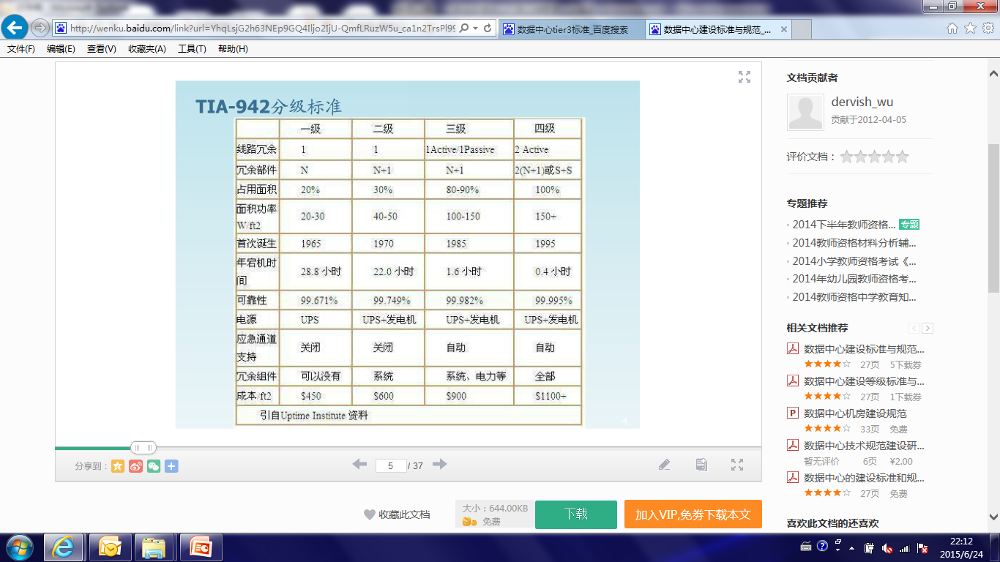 http://wenku.baidu.com/link?url=YhqLsjG2h63NEp9GQ4Iljo2IjU-QmfLRuzW5u_ca1n2TrsPl99
数据中心tier3标准_百度搜索
数据中心建设标准与规范_...
文件(F) 编辑(E) 查看(V) 收藏夹(A) 工具(T) 帮助(H)
TIA-942分级标准
一级 二级 三级 四级
线路冗余 1 1 1Active/1Passive 2 Active
冗余部件 N N+1 N+1 2(N+1)或S+S
占用面积 20% 30% 80-90% 100%
面积功率 W/ft2 20-30 40-50 100-150 150+
首次诞生 1965 1970 1985 1995
年宕机时间 28.8 小时 22.0 小时 1.6 小时 0.4 小时
可靠性 99.671% 99.749% 99.982% 99.995%
电源 UPS UPS+发电机 UPS+发电机 UPS+发电机
应急通道支持 关闭 关闭 自动 自动
冗余组件 可以没有 系统 系统、电力等 全部
成本/ft2 $450 $600 $900 $1100+
引自Uptime Institute 资料
4
分享到：
5 / 37
收藏此文档
大小：644.00KB
免费
下载
加入VIP,免券下载本文
文档贡献者
dervish_wu
贡献于2012-04-05
评价文档：
专题推荐
2014下半年教师资格... 专题
2014教师资格材料分析辅...
2014小学教师资格考试《...
2014年幼儿园教师资格考...
2014教师资格中学教育知...
相关文档推荐
数据中心建设标准与规范...
27页 5下载券
数据中心建设等级标准与...
27页 1下载券
数据中心机房建设规范
33页 免费
数据中心技术规范建设研...
暂无评价 6页 ¥2.00
数据中心的建设标准和规...
27页 免费
喜欢此文档的还喜欢
22:12
2015/6/24